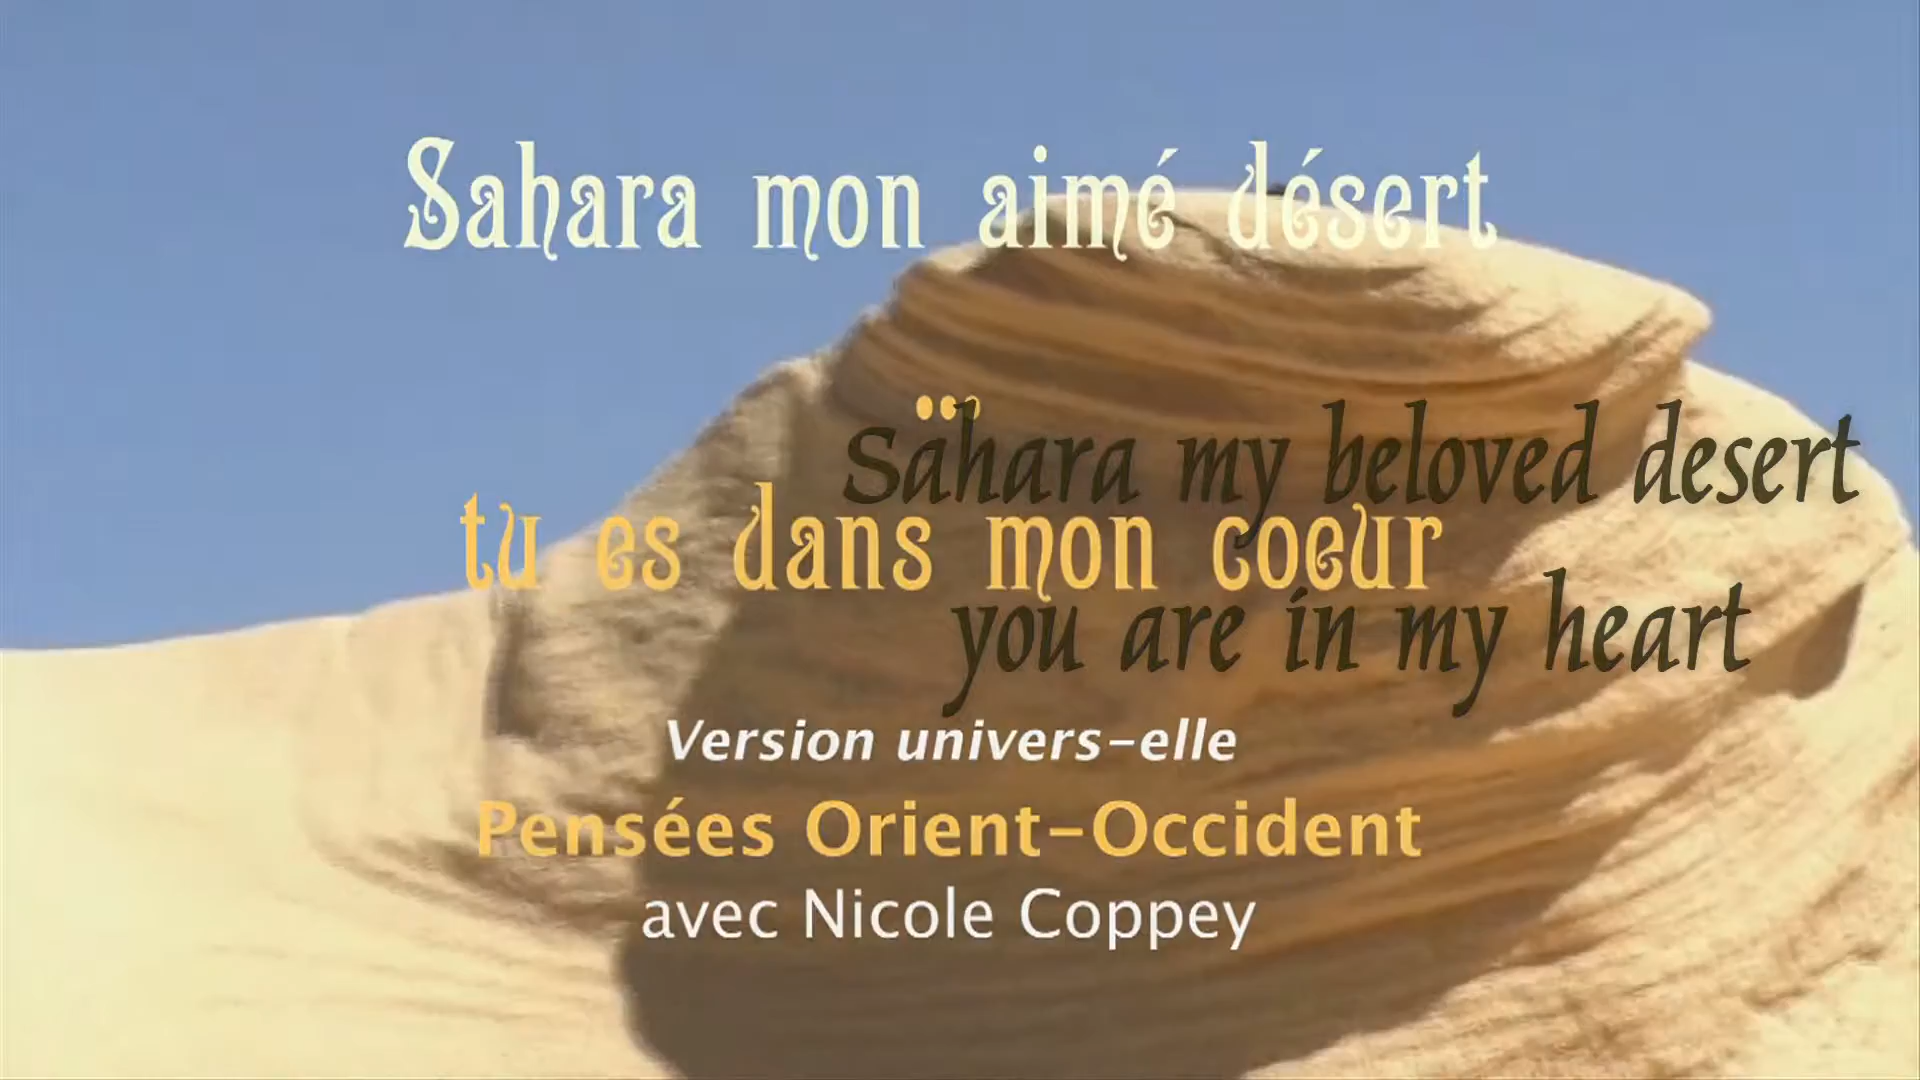 Sahara mon aimé désert
...
Sahara my beloved desert
tu es dans mon coeur
you are in my heart
Version univers-elle
Pensées Orient-Occident
avec Nicole Coppey